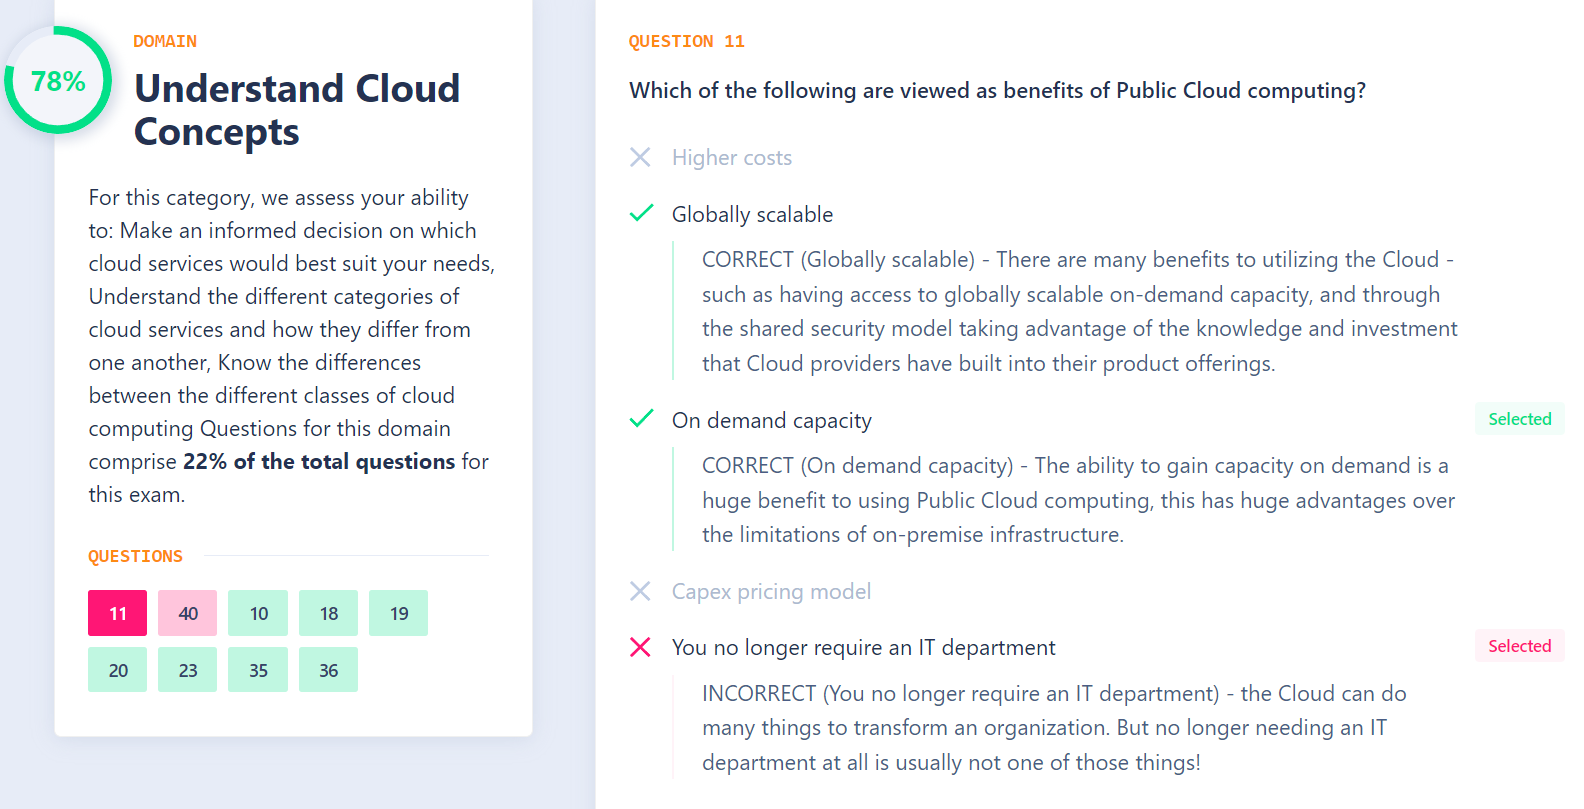 78%
DOMAIN
Understand Cloud
Concepts
For this category, we assess your ability
to: Make an informed decision on which
cloud services would best suit your needs,
Understand the different categories of
cloud services and how they differ from
one another, Know the differences
between the different classes of cloud
computing Questions for this domain
comprise 22% of the total questions for
this exam.
QUESTIONS
11 40 10 18 19
20 23 35 36
QUESTION 11
Which of the following are viewed as benefits of Public Cloud computing?
Higher costs
Globally scalable
CORRECT (Globally scalable) - There are many benefits to utilizing the Cloud -
such as having access to globally scalable on-demand capacity, and through
the shared security model taking advantage of the knowledge and investment
that Cloud providers have built into their product offerings.
On demand capacity Selected
CORRECT (On demand capacity) - The ability to gain capacity on demand is a
huge benefit to using Public Cloud computing, this has huge advantages over
the limitations of on-premise infrastructure.
Capex pricing model
You no longer require an IT department Selected
INCORRECT (You no longer require an IT department) - the Cloud can do
many things to transform an organization. But no longer needing an IT
department at all is usually not one of those things!